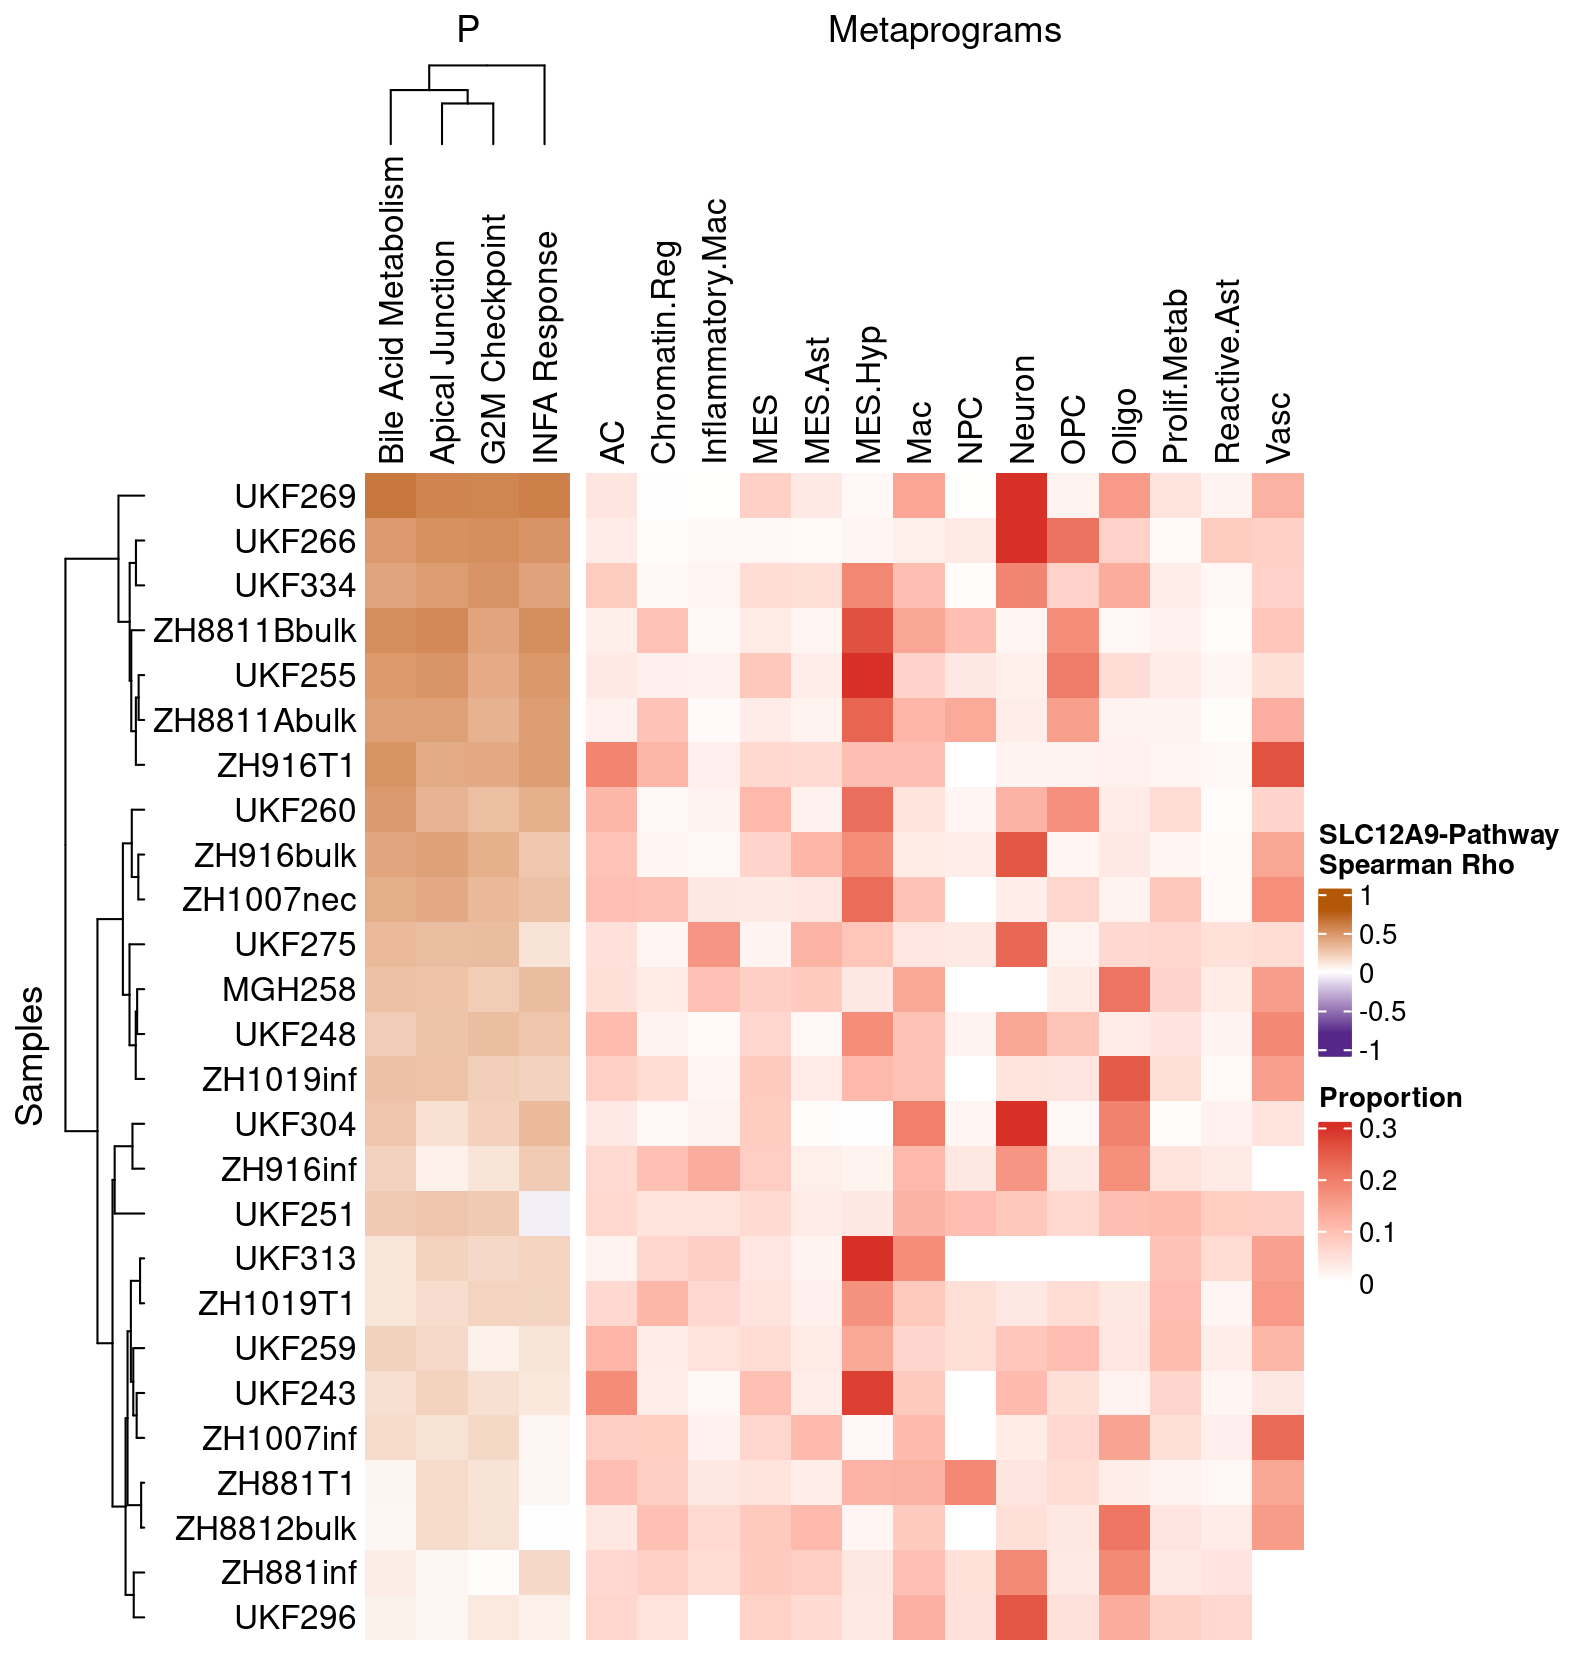 P
Metaprograms
Bile Acid Metabolism
Apical Junction
G2M Checkpoint
INFA Response
AC
Chromatin.Reg
Inflammatory.Mac
MES
MES.Ast
MES.Hyp
Mac
NPC
Neuron
OPC
Oligo
Prolif.Metab
Reactive.Ast
Vasc
Samples
UKF269
UKF266
UKF334
ZH8811Bbulk
UKF255
ZH8811Abulk
ZH916T1
UKF260
ZH916bulk
ZH1007nec
UKF275
MGH258
UKF248
ZH1019inf
UKF304
ZH916inf
UKF251
UKF313
ZH1019T1
UKF259
UKF243
ZH1007inf
ZH881T1
ZH8812bulk
ZH881inf
UKF296
SLC12A9-Pathway
Spearman Rho
1
0.5
0
-0.5
-1
Proportion
0.3
0.2
0.1
0